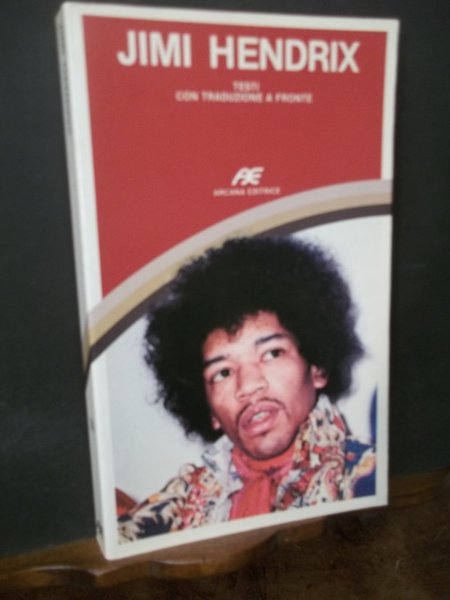 JIMI HENDRIX
TESTI
CON TRADUZIONE A FRONTE
AE
ARCANA EDITRICE